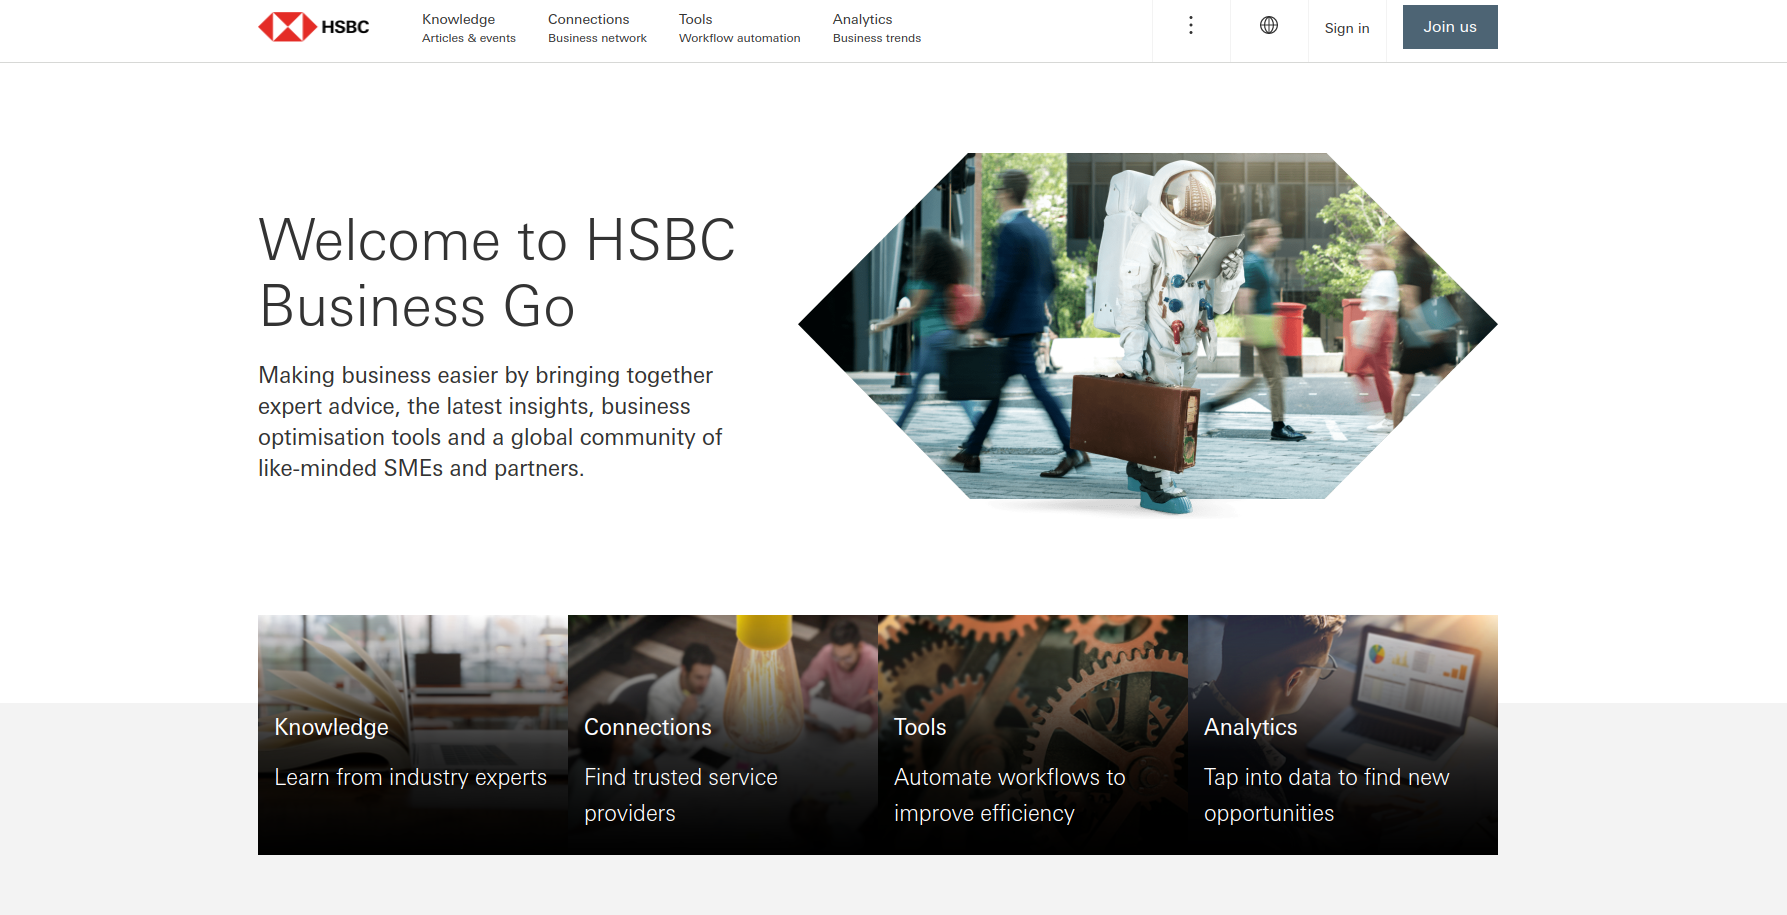 HSBC
Knowledge
Articles & events
Connections
Business network
Tools
Workflow automation
Analytics
Business trends
Sign in
Join us
Welcome to HSBC
Business Go
Making business easier by bringing together
expert advice, the latest insights, business
optimisation tools and a global community of
like-minded SMEs and partners.
Knowledge
Learn from industry experts
Connections
Find trusted service
providers
Tools
Automate workflows to
improve efficiency
Analytics
Tap into data to find new
opportunities